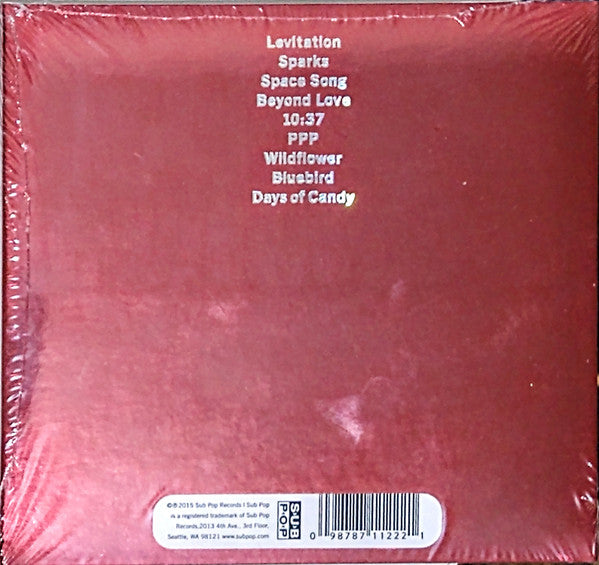 Levitation
Sparks
Space Song
Beyond Love
10:37
PPP
Wildflower
Bluebird
Days of Candy
©℗2015 Sub Pop Records | Sub Pop
is a registered trademark of Sub Pop
Records,2013 4th Ave., 3rd Floor,
Seattle, WA 98121 www.subpop.com
SUB
POP
0 98787 11222 1